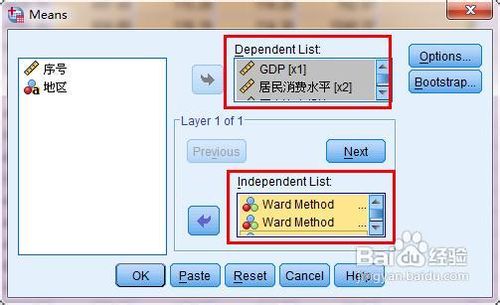 Means
序号
地区
Dependent List:
GDP [x1]
居民消费水平 [x2]
Options...
Bootstrap...
Layer 1 of 1
Previous
Next
Independent List:
Ward Method ...
Ward Method ...
OK
Paste
Reset
Cancel
Help
Baidu 经验
jingyan.baidu.com